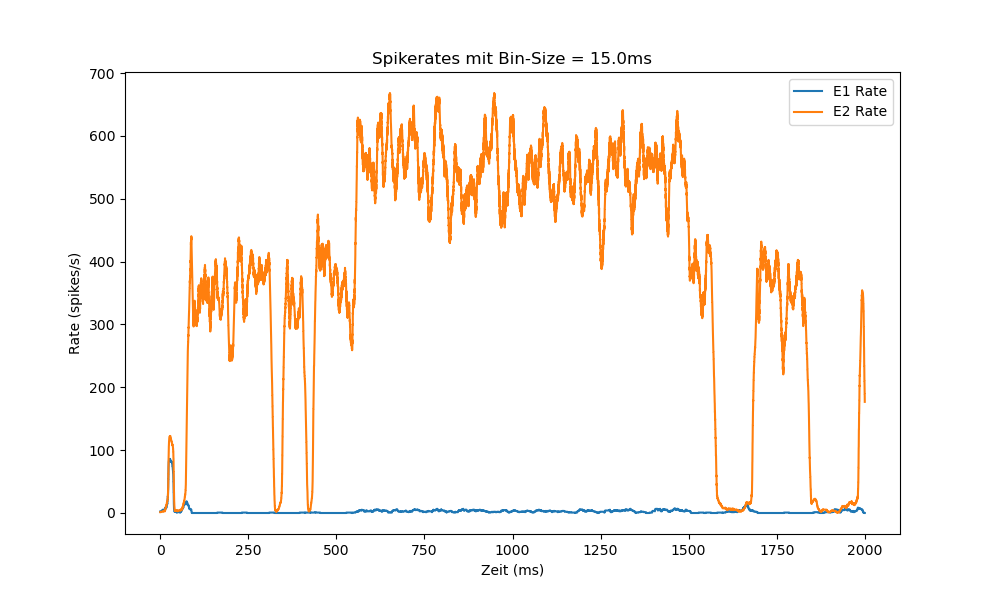 Spikerates mit Bin-Size = 15.0ms
E1 Rate
E2 Rate
Rate (spikes/s)
700
600
500
400
300
200
100
0
0 250 500 750 1000 1250 1500 1750 2000
Zeit (ms)